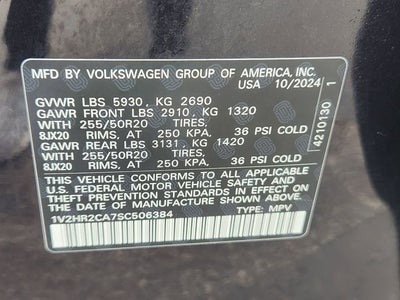 MFD. BY VOLKSWAGEN GROUP OF AMERICA, INC.
USA 10/2024
GVWR LBS 5930 , KG 2690
GAWR FRONT LBS 2910 , KG 1320
WITH 255/50R20 TIRES,
8JX20 RIMS, AT 250 KPA. 36 PSI COLD
GAWR REAR LBS 3131 , KG 1420
WITH 255/50R20 TIRES,
8JX20 RIMS, AT 250 KPA. 36 PSI COLD
THIS VEHICLE CONFORMS TO ALL APPLICABLE
FEDERAL MOTOR VEHICLE SAFETY, BUMPER, AND
THEFT PREVENTION STANDARDS IN EFFECT ON
THE DATE OF MANUFACTURE SHOWN ABOVE.
1V2HR2CA7SC506384 TYPE: MPV
4210130 1